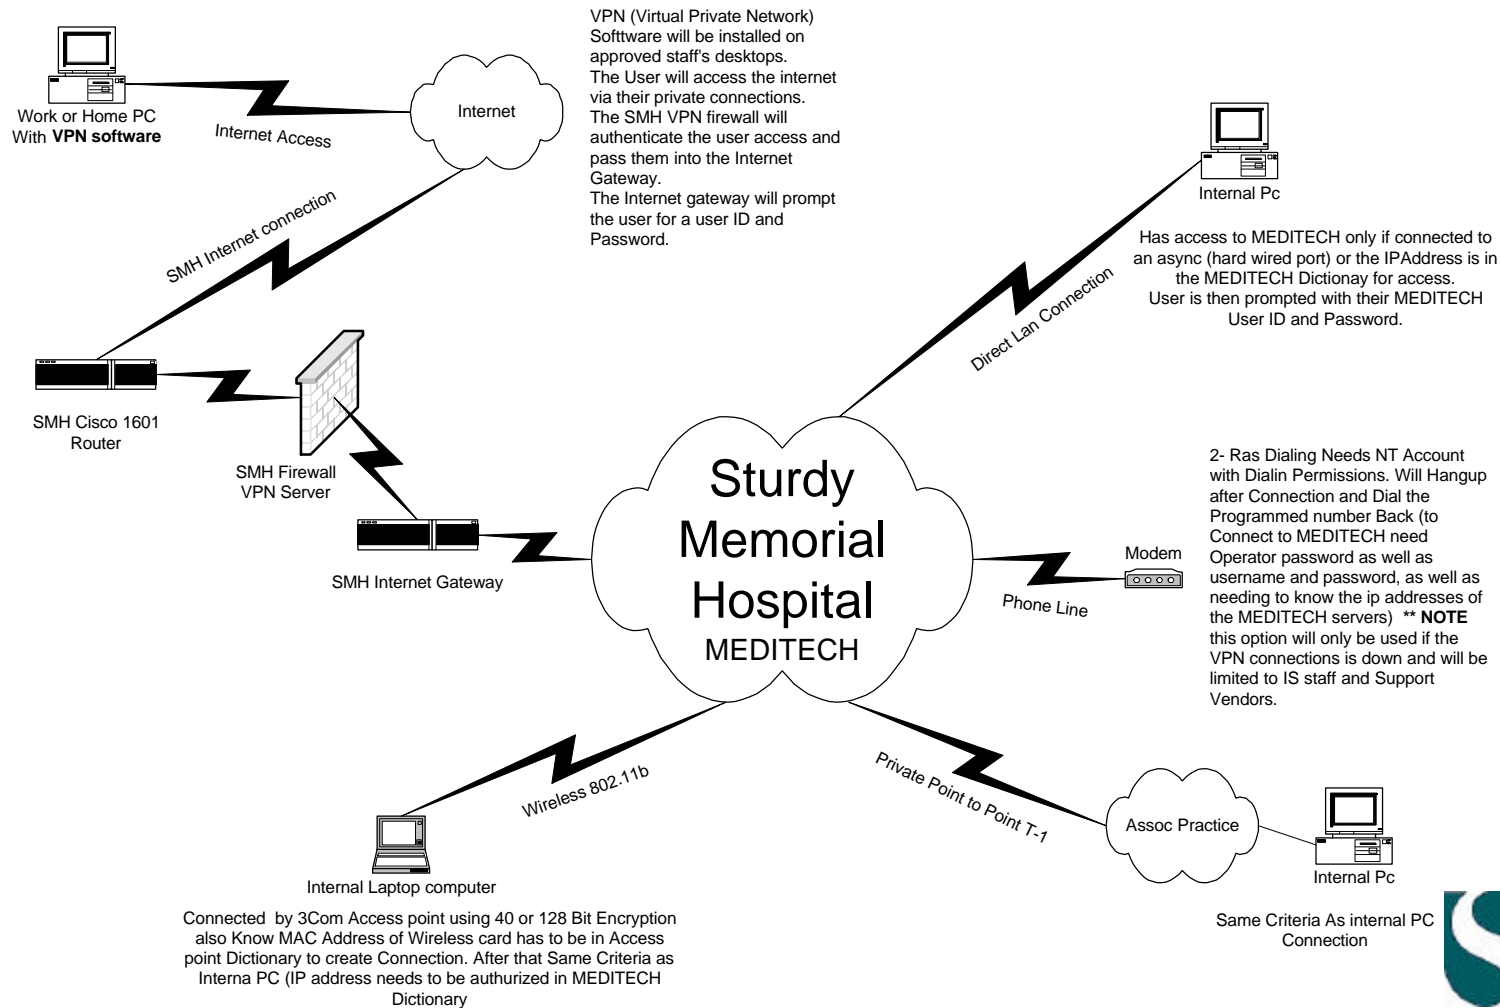 VPN (Virtual Private Network)
Softtware will be installed on
approved staff's desktops.
The User will access the internet
via their private connections.
The SMH VPN firewall will
authenticate the user access and
pass them into the Internet
Gateway.
The Internet gateway will prompt
the user for a user ID and
Password.
Work or Home PC
With VPN software
Internet Access
Internet
SMH Internet connection
SMH Cisco 1601
Router
SMH Firewall
VPN Server
SMH Internet Gateway
Sturdy
Memorial
Hospital
MEDITECH
Internal Pc
Has access to MEDITECH only if connected to
an async (hard wired port) or the IPAddress is in
the MEDITECH Dictionay for access.
User is then prompted with their MEDITECH
User ID and Password.
Direct Lan Connection
Modem
Phone Line
2- Ras Dialing Needs NT Account
with Dialin Permissions. Will Hangup
after Connection and Dial the
Programmed number Back (to
Connect to MEDITECH need
Operator password as well as
username and password, as well as
needing to know the ip addresses of
the MEDITECH servers) ** NOTE
this option will only be used if the
VPN connections is down and will be
limited to IS staff and Support
Vendors.
Wireless 802.11b
Internal Laptop computer
Connected by 3Com Access point using 40 or 128 Bit Encryption
also Know MAC Address of Wireless card has to be in Access
point Dictionary to create Connection. After that Same Criteria as
Interna PC (IP address needs to be authurized in MEDITECH
Dictionary
Private Point to Point T-1
Assoc Practice
Internal Pc
Same Criteria As internal PC
Connection